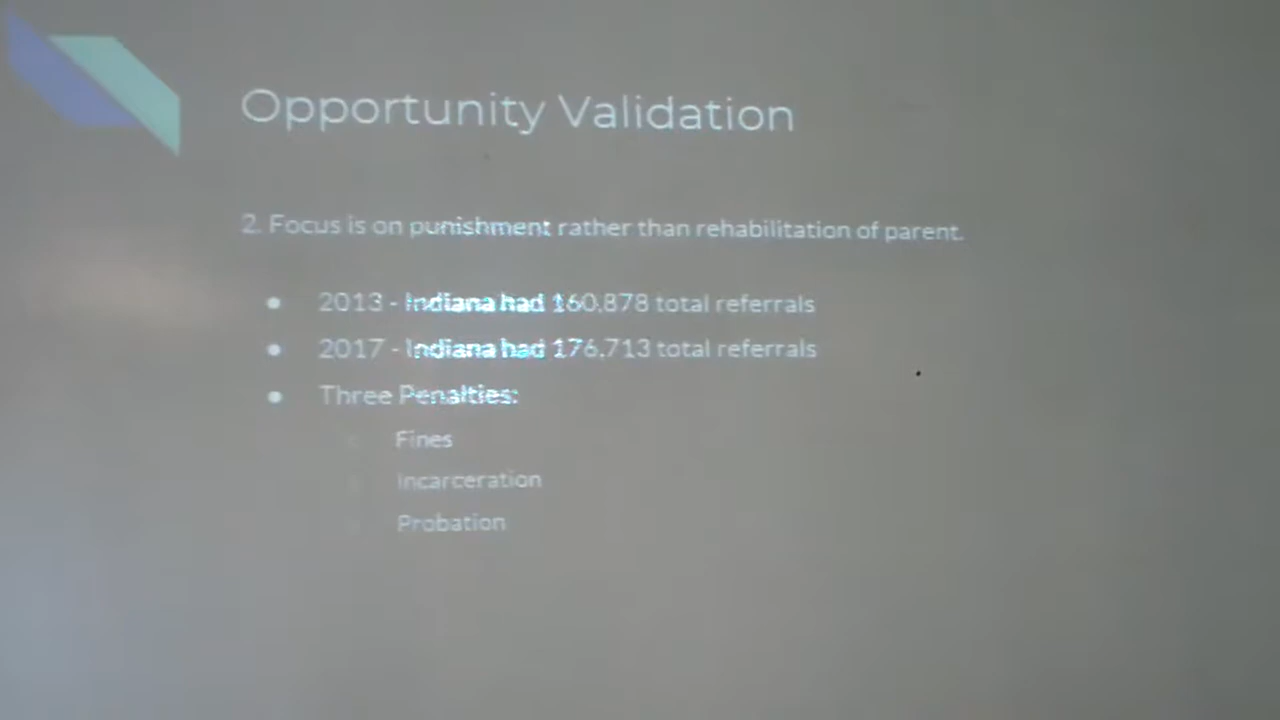 Opportunity Validation
2. Focus is on punishment rather than rehabilitation of parent.
2013 - Indiana had 160,878 total referrals
2017 - Indiana had 176,713 total referrals
Three Penalties:
Fines
Incarceration
Probation